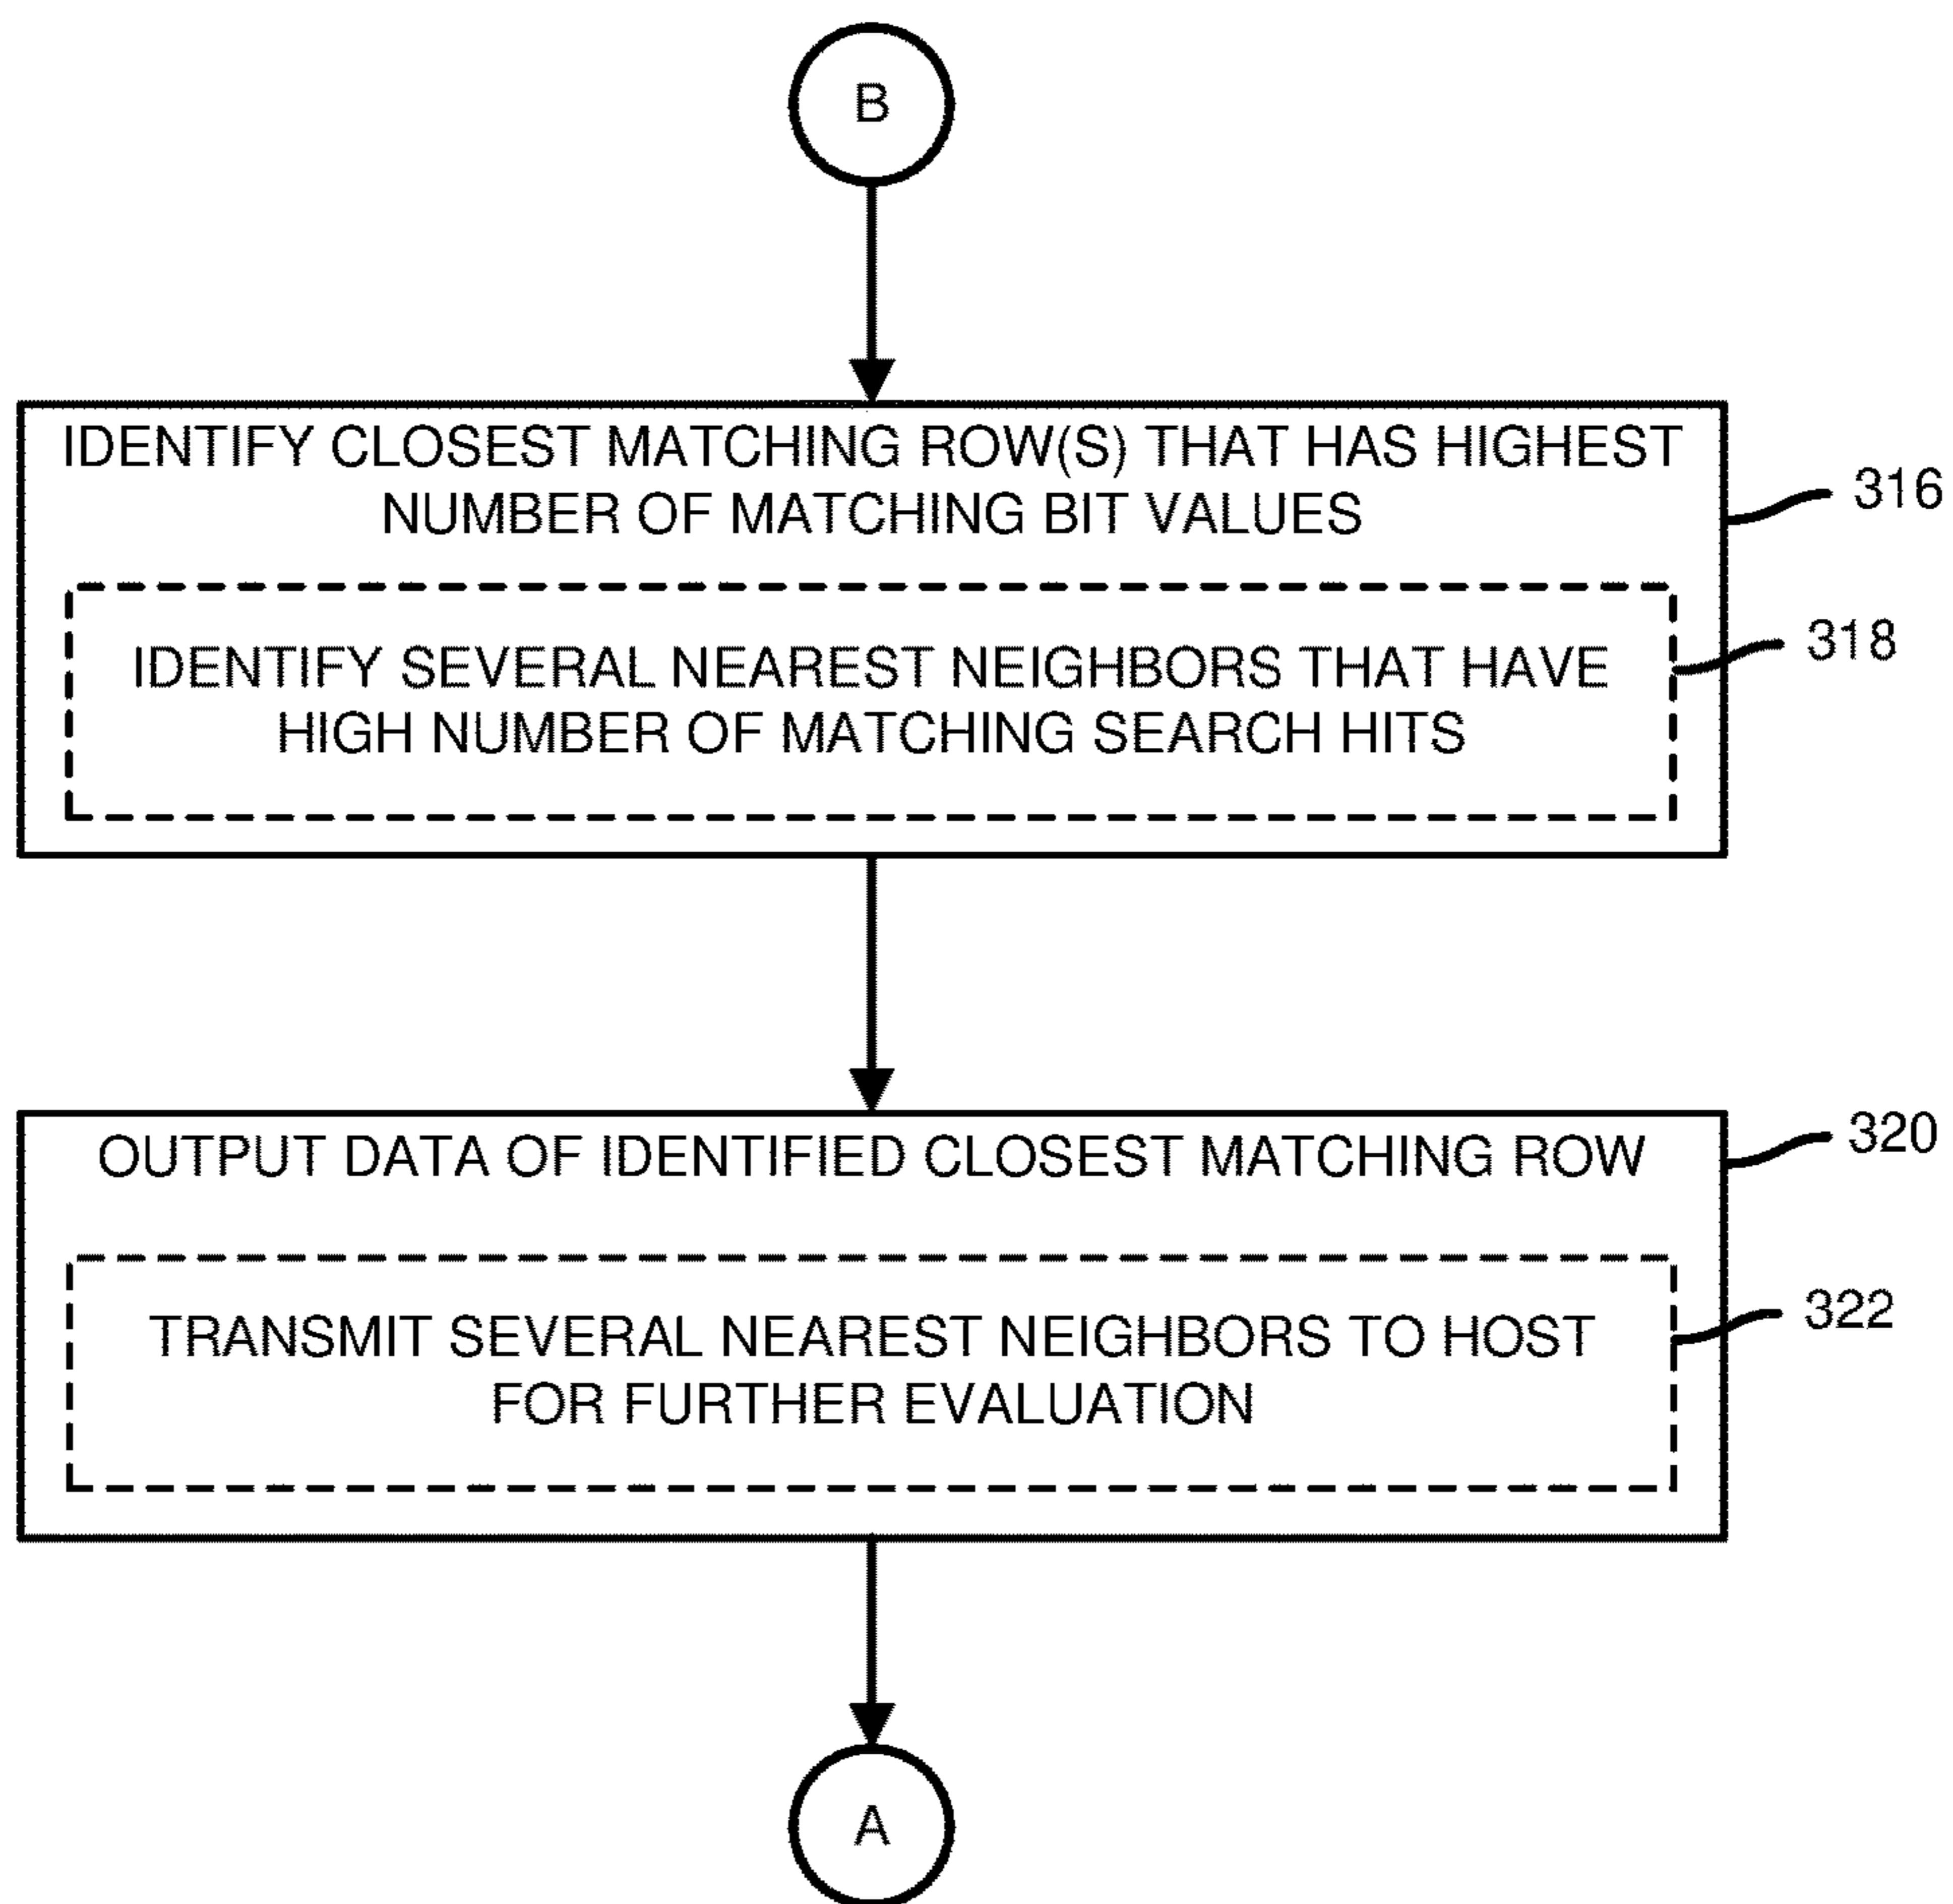 B
IDENTIFY CLOSEST MATCHING ROW(S) THAT HAS HIGHEST
NUMBER OF MATCHING BIT VALUES
316
IDENTIFY SEVERAL NEAREST NEIGHBORS THAT HAVE
HIGH NUMBER OF MATCHING SEARCH HITS
318
OUTPUT DATA OF IDENTIFIED CLOSEST MATCHING ROW
320
TRANSMIT SEVERAL NEAREST NEIGHBORS TO HOST
FOR FURTHER EVALUATION
322
A